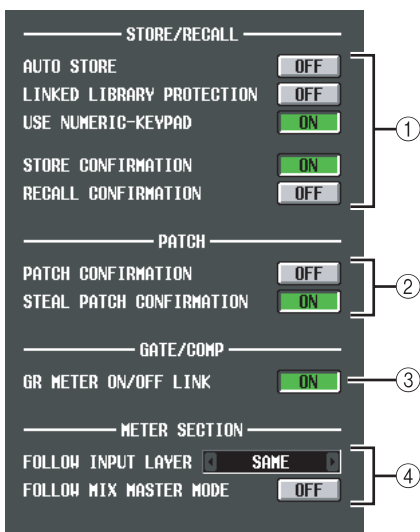 STORE/RECALL
AUTO STORE OFF
LINKED LIBRARY PROTECTION OFF
USE NUMERIC-KEYPAD ON
①
STORE CONFIRMATION ON
RECALL CONFIRMATION OFF
PATCH
PATCH CONFIRMATION OFF
②
STEAL PATCH CONFIRMATION ON
GATE/COMP
GR METER ON/OFF LINK ON ③
METER SECTION
FOLLOW INPUT LAYER SAME
④
FOLLOW MIX MASTER MODE OFF